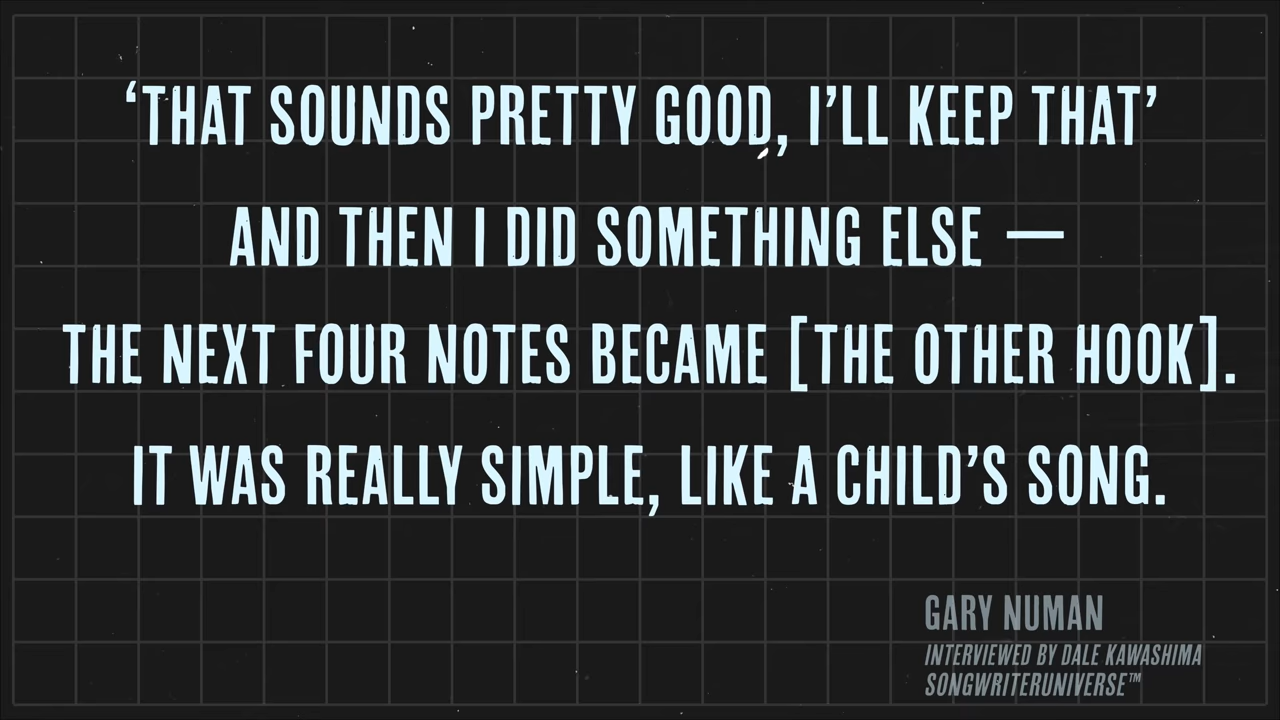 ‘THAT SOUNDS PRETTY GOOD, I’LL KEEP THAT’
AND THEN I DID SOMETHING ELSE —
THE NEXT FOUR NOTES BECAME [THE OTHER HOOK].
IT WAS REALLY SIMPLE, LIKE A CHILD’S SONG.
GARY NUMAN
INTERVIEWED BY DALE KAWASHIMA
SONGWRITERUNIVERSE™